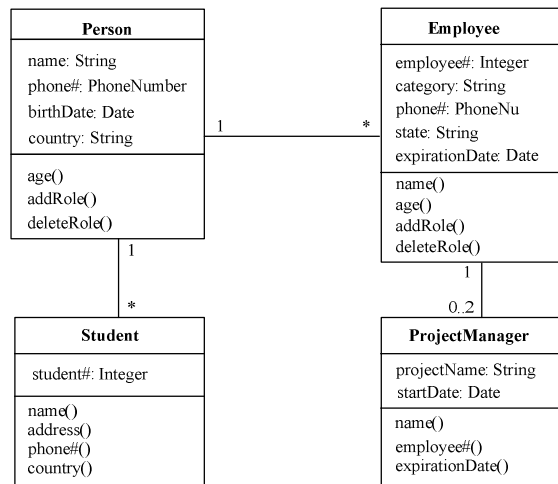 Person
name: String
phone#: PhoneNumber
birthDate: Date
country: String
age()
addRole()
deleteRole()
1
*
Employee
employee#: Integer
category: String
phone#: PhoneNu
state: String
expirationDate: Date
name()
age()
addRole()
deleteRole()
1
*
1
0..2
Student
student#: Integer
name()
address()
phone#()
country()
ProjectManager
projectName: String
startDate: Date
name()
employee#()
expirationDate()